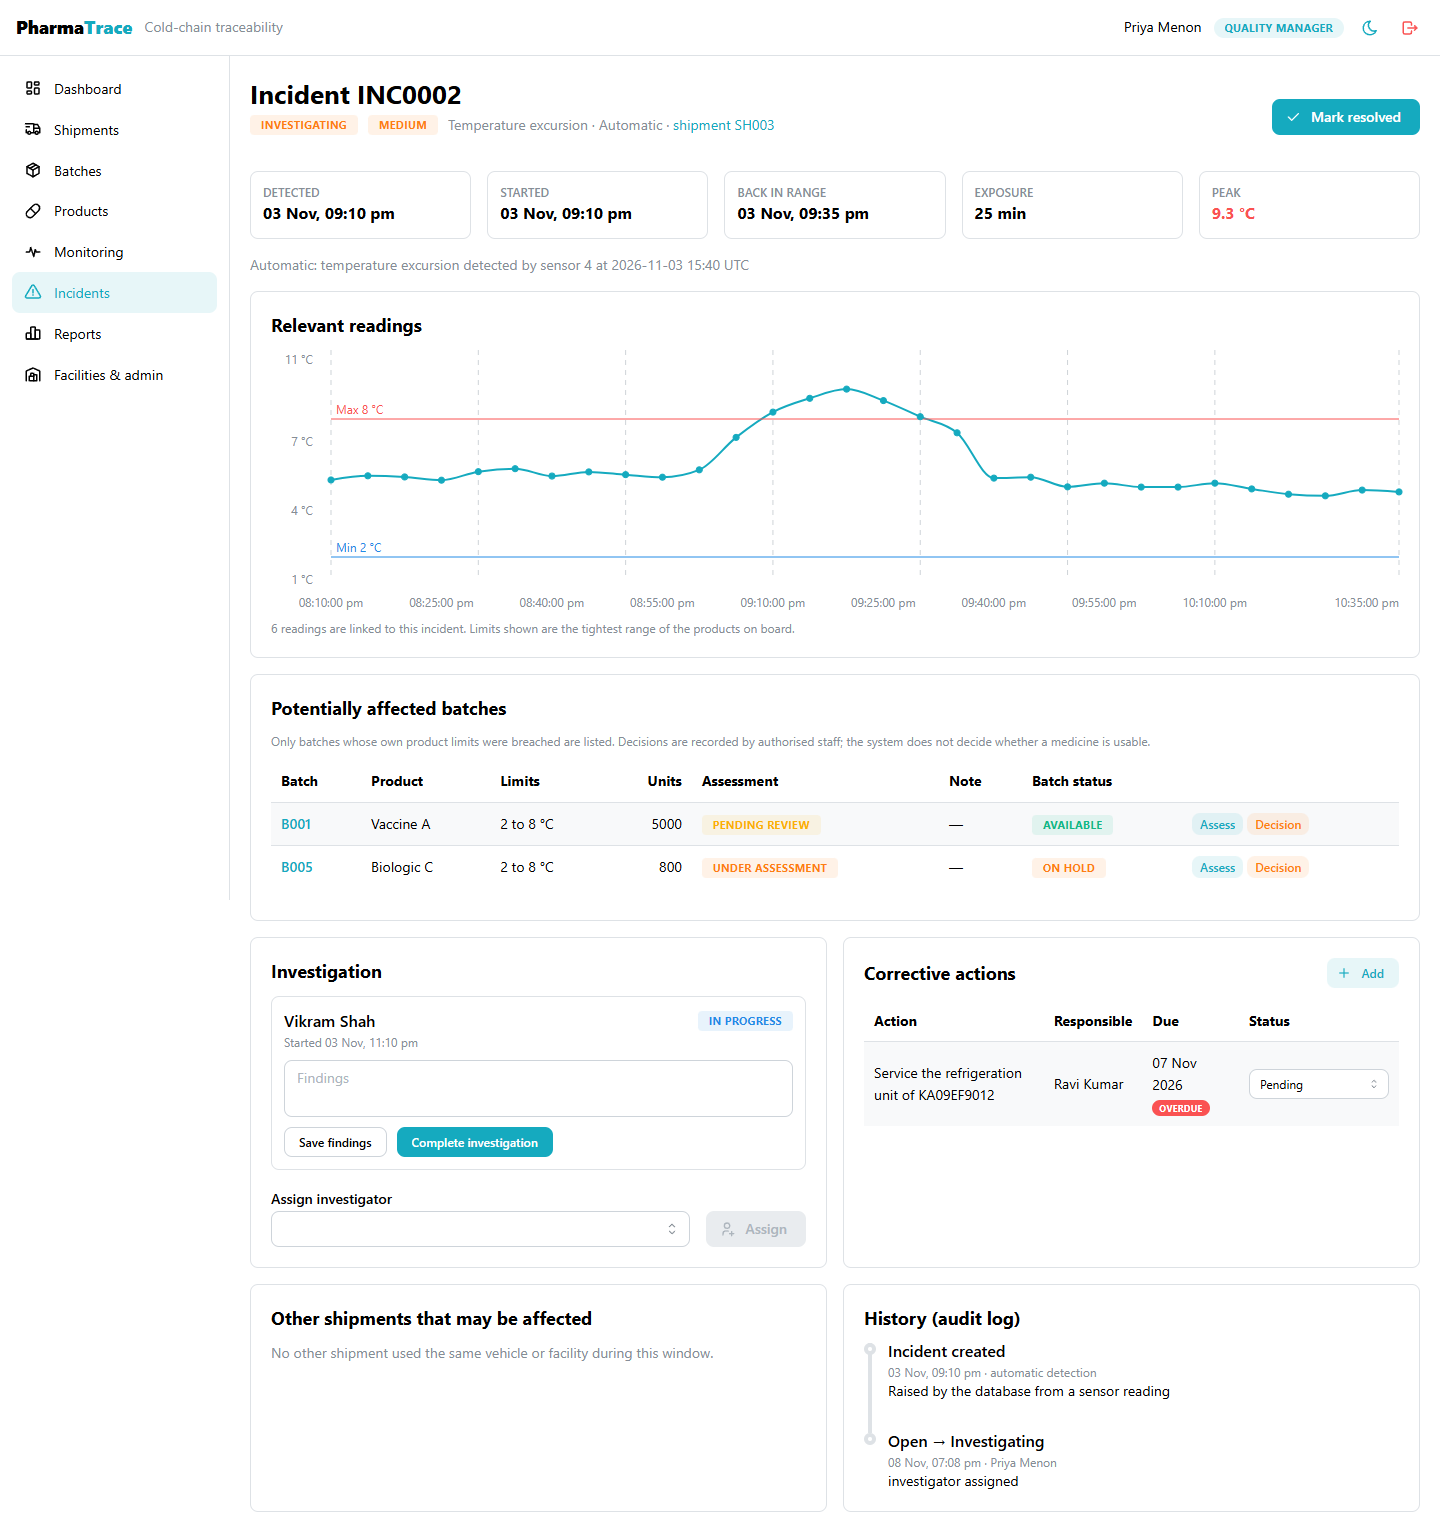 PharmaTrace Cold-chain traceability
Priya Menon QUALITY MANAGER
Dashboard
Shipments
Batches
Products
Monitoring
Incidents
Reports
Facilities & admin
Incident INC0002
INVESTIGATING MEDIUM Temperature excursion · Automatic · shipment SH003
Mark resolved
DETECTED
03 Nov, 09:10 pm
STARTED
03 Nov, 09:10 pm
BACK IN RANGE
03 Nov, 09:35 pm
EXPOSURE
25 min
PEAK
9.3 °C
Automatic: temperature excursion detected by sensor 4 at 2026-11-03 15:40 UTC
Relevant readings
11 °C
Max 8 °C
7 °C
4 °C
Min 2 °C
1 °C
08:10:00 pm 08:25:00 pm 08:40:00 pm 08:55:00 pm 09:10:00 pm 09:25:00 pm 09:40:00 pm 09:55:00 pm 10:10:00 pm 10:35:00 pm
6 readings are linked to this incident. Limits shown are the tightest range of the products on board.
Potentially affected batches
Only batches whose own product limits were breached are listed. Decisions are recorded by authorised staff; the system does not decide whether a medicine is usable.
Batch Product Limits Units Assessment Note Batch status
B001 Vaccine A 2 to 8 °C 5000 PENDING REVIEW — AVAILABLE Assess Decision
B005 Biologic C 2 to 8 °C 800 UNDER ASSESSMENT — ON HOLD Assess Decision
Investigation
Vikram Shah IN PROGRESS
Started 03 Nov, 11:10 pm
Findings
Save findings Complete investigation
Assign investigator
Assign
Corrective actions
Add
Action Responsible Due Status
Service the refrigeration
unit of KA09EF9012
Ravi Kumar
07 Nov
2026
OVERDUE
Pending
Other shipments that may be affected
No other shipment used the same vehicle or facility during this window.
History (audit log)
Incident created
03 Nov, 09:10 pm · automatic detection
Raised by the database from a sensor reading
Open → Investigating
08 Nov, 07:08 pm · Priya Menon
investigator assigned